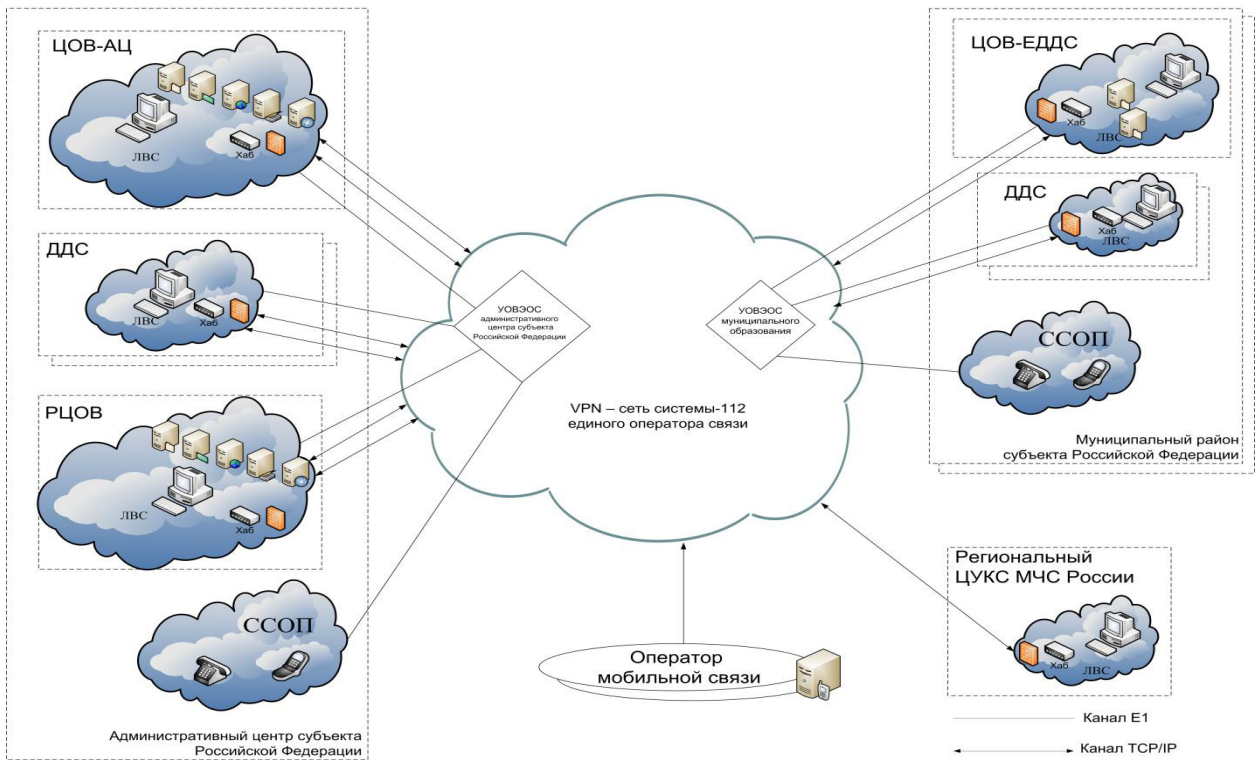 ЦОВ-АЦ
ЛВС
Хаб
ДДС
ЛВС
Хаб
РЦОВ
ЛВС
Хаб
ССОП
Административный центр субъекта
Российской Федерации
УОВЭОС
административного
центра субъекта
Российской Федерации
УОВЭОС
муниципального
образования
VPN – сеть системы-112
единого оператора связи
Оператор
мобильной связи
ЦОВ-ЕДДС
Хаб
ЛВС
ДДС
Хаб
ЛВС
ССОП
Муниципальный район
субъекта Российской Федерации
Региональный
ЦУКС МЧС России
Хаб
ЛВС
Канал Е1
Канал TCP/IP